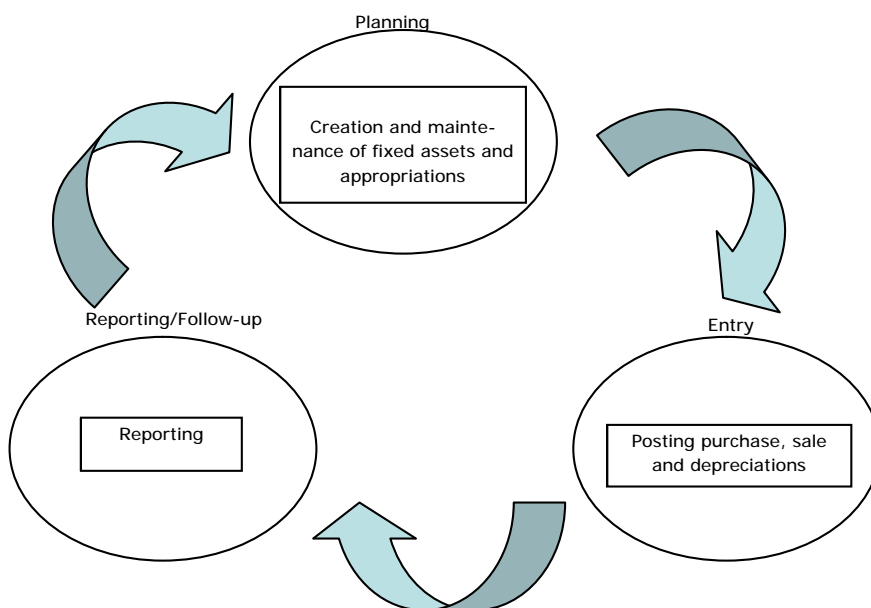 Planning
Creation and mainte-
nance of fixed assets and
appropriations
Reporting/Follow-up
Entry
Reporting
Posting purchase, sale
and depreciations